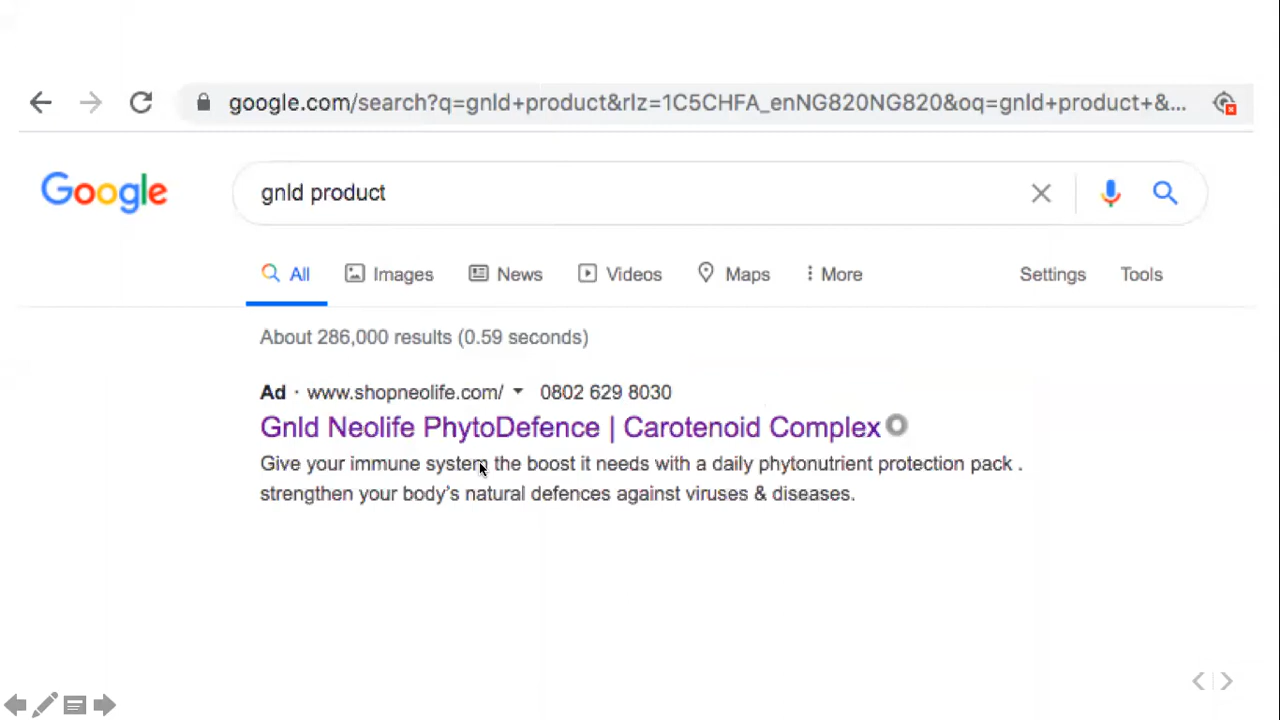 google.com/search?q=gnld+product&rlz=1C5CHFA_enNG820NG820&oq=gnld+product+&...
Google
gnld product
All Images News Videos Maps More Settings Tools
About 286,000 results (0.59 seconds)
Ad · www.shopneolife.com/ 0802 629 8030
Gnld Neolife PhytoDefence | Carotenoid Complex
Give your immune system the boost it needs with a daily phytonutrient protection pack .
strengthen your body's natural defences against viruses & diseases.